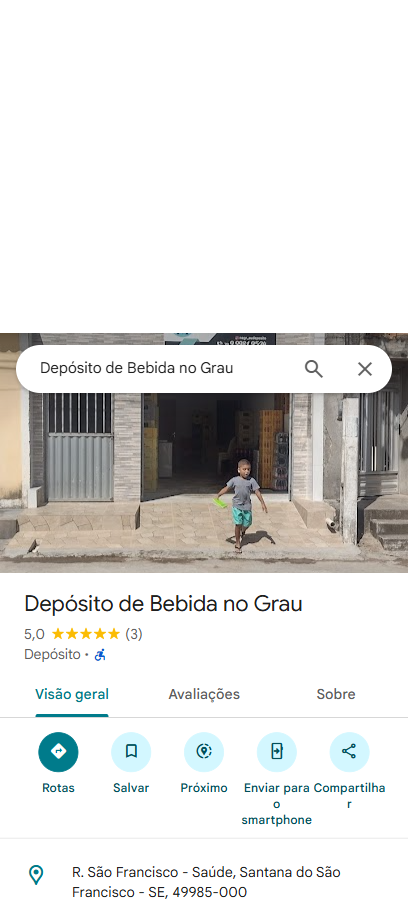 Depósito de Bebida no Grau
Depósito de Bebida no Grau
5,0 (3)
Depósito ·
Visão geral Avaliações Sobre
Rotas Salvar Próximo Enviar para o smartphone Compartilhar
R. São Francisco - Saúde, Santana do São
Francisco - SE, 49985-000